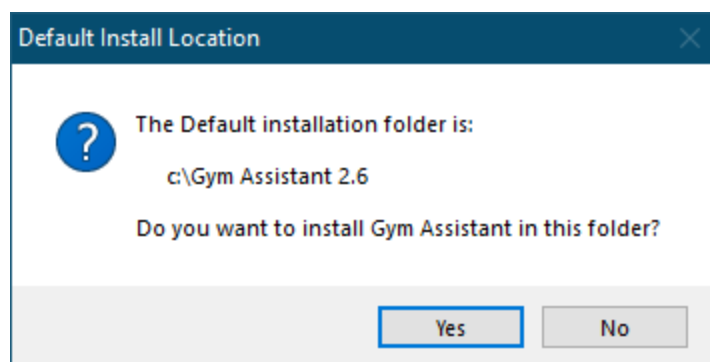 Default Install Location
The Default installation folder is:
c:\Gym Assistant 2.6
Do you want to install Gym Assistant in this folder?
Yes
No